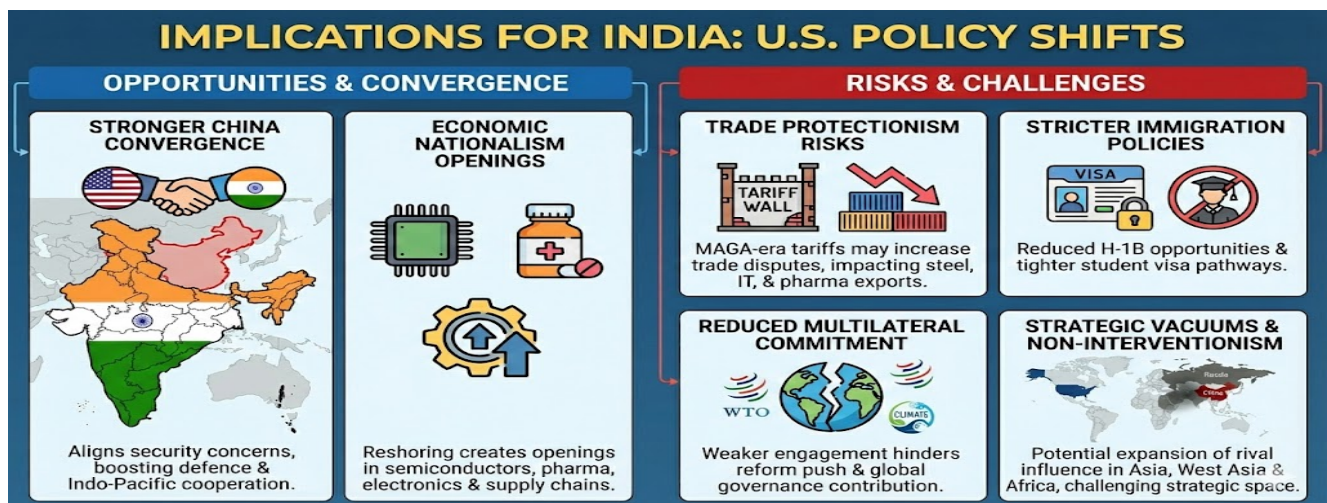 IMPLICATIONS FOR INDIA: U.S. POLICY SHIFTS
OPPORTUNITIES & CONVERGENCE
STRONGER CHINA
CONVERGENCE
Aligns security concerns,
boosting defence &
Indo-Pacific cooperation.
ECONOMIC
NATIONALISM
OPENINGS
Reshoring creates openings
in semiconductors, pharma,
electronics & supply chains.
RISKS & CHALLENGES
TRADE PROTECTIONISM
RISKS
TARIFF
WALL
MAGA-era tariffs may increase
trade disputes, impacting steel,
IT, & pharma exports.
STRICTER IMMIGRATION
POLICIES
VISA
Reduced H-1B opportunities &
tighter student visa pathways.
REDUCED MULTILATERAL
COMMITMENT
WTO
CLIMATE
Weaker engagement hinders
reform push & global
governance contribution.
STRATEGIC VACUUMS &
NON-INTERVENTIONISM
China
Potential expansion of rival
influence in Asia, West Asia &
Africa, challenging strategic space.